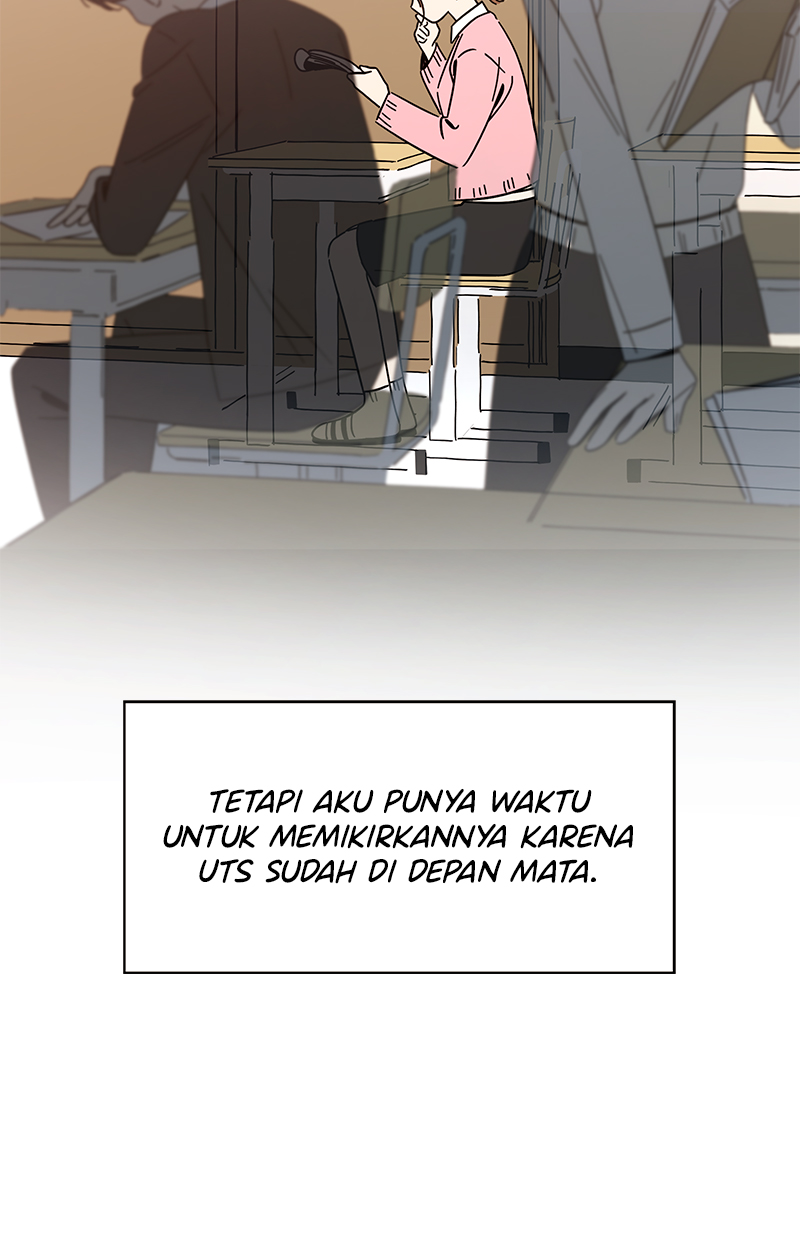 TETAPI AKU PUNYA WAKTU
UNTUK MEMIKIRKANNYA KARENA
UTS SUDAH DI DEPAN MATA.